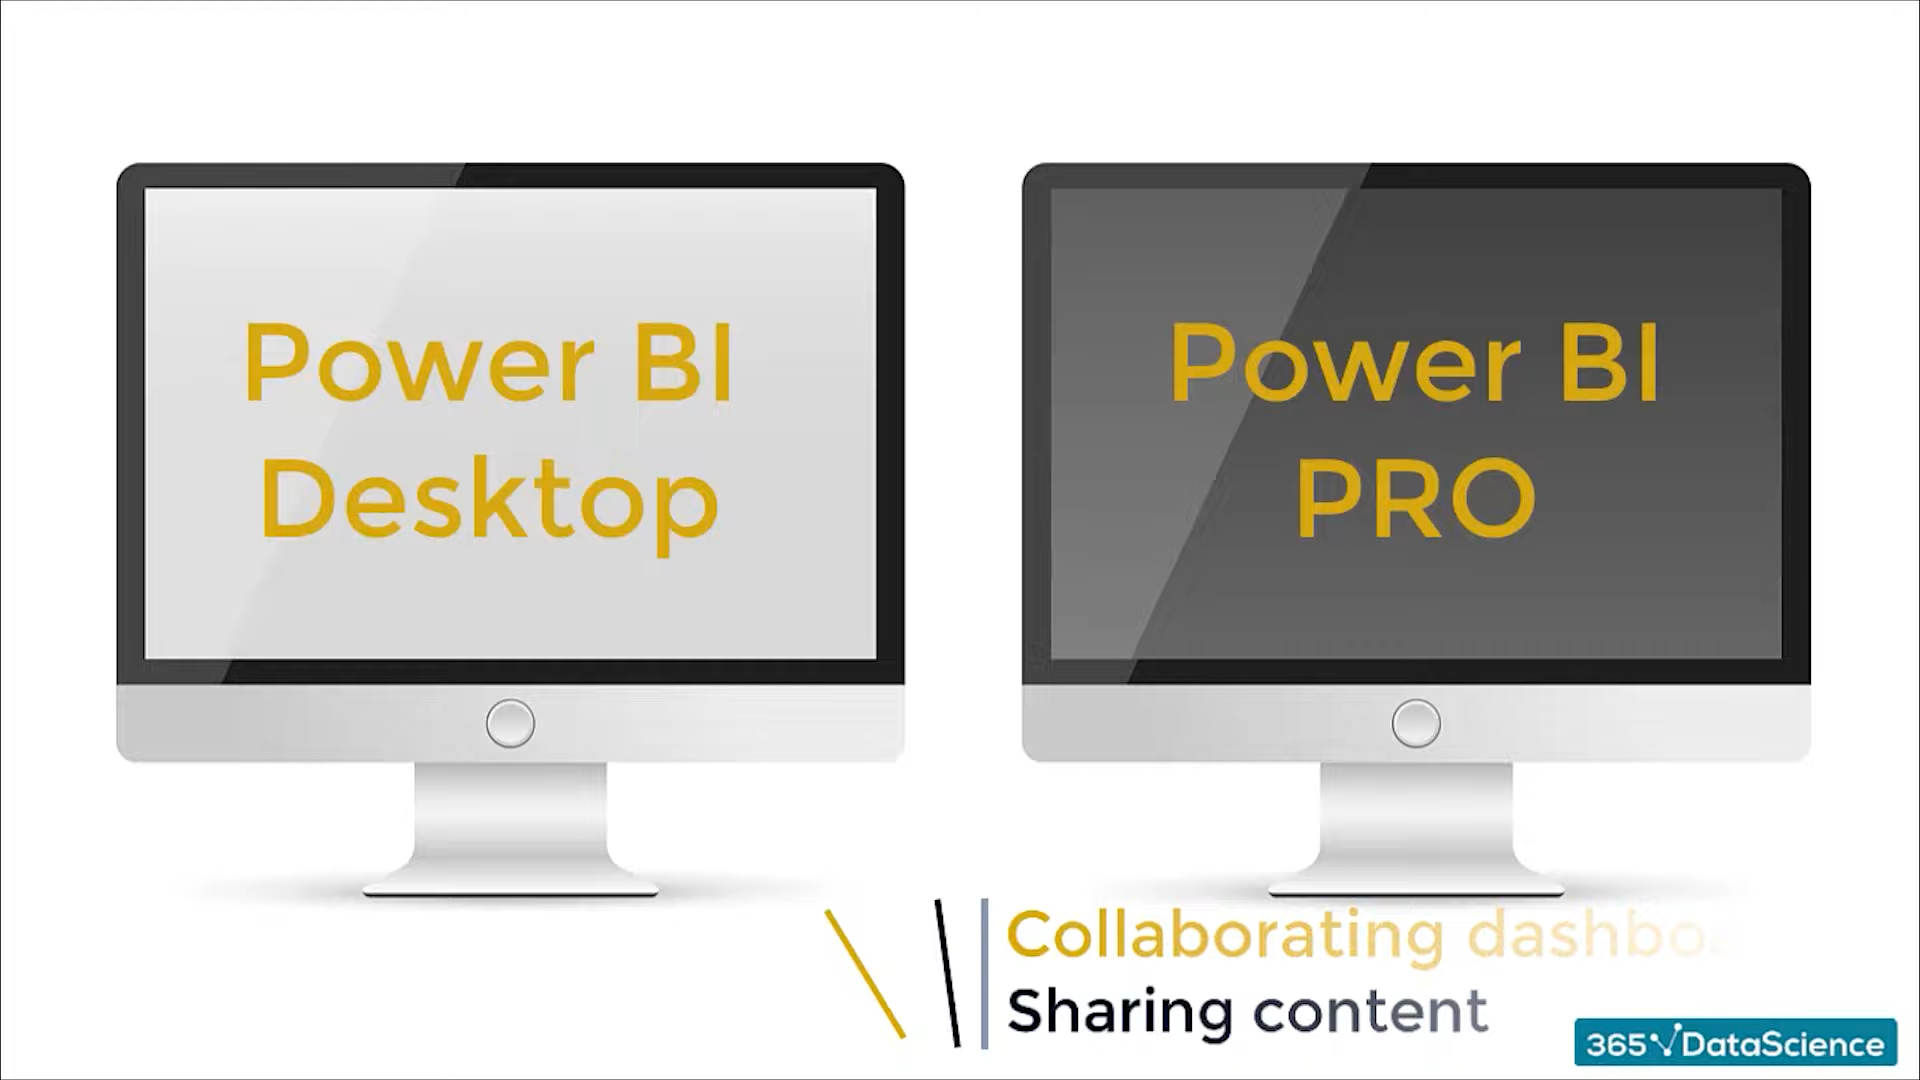 Power BI
Desktop
Power BI
PRO
Collaborating
Sharing content
365 DataScience